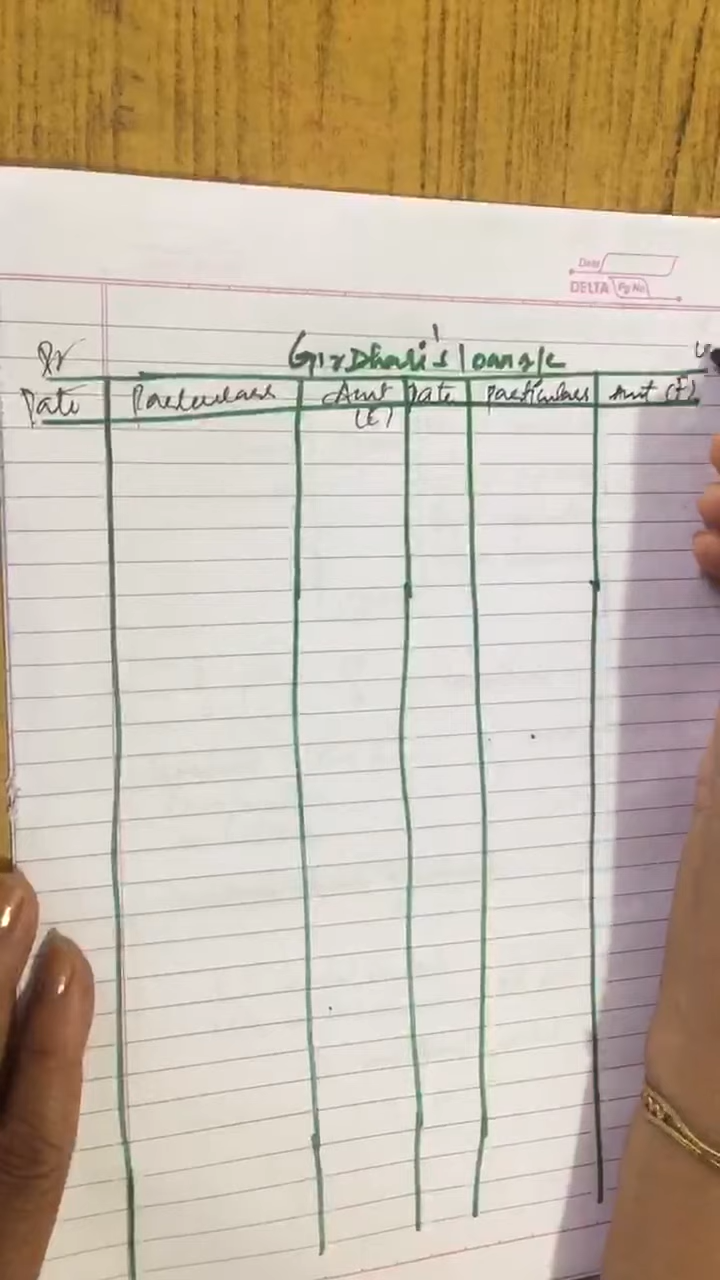 Date
DELTA Pg No
Dr GirDhari's loan a/c
Date Particulars Amt Date particulars Amt (₹)
(₹)